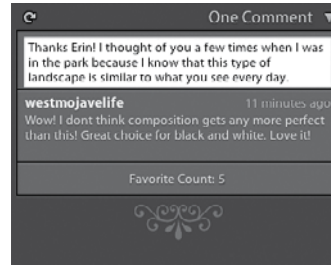 One Comment
Thanks Erin! I thought of you a few times when I was
in the park because I know that this type of
landscape is similar to what you see every day.
westmojavelife 11 minutes ago
Wow! I dont think composition gets any more perfect
than this! Great choice for black and white. Love it!
Favorite Count: 5